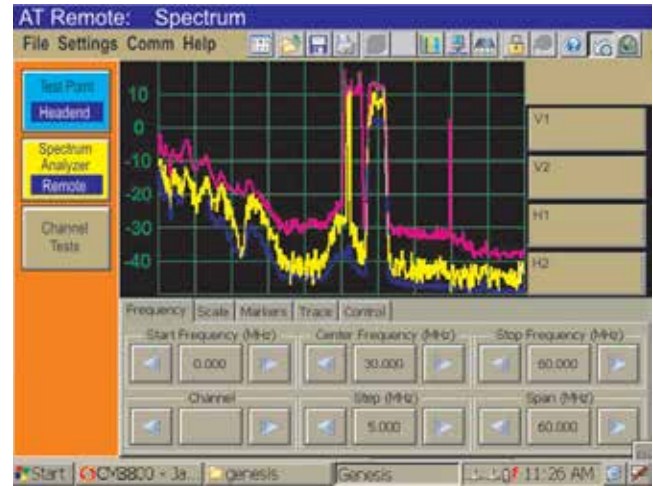 AT Remote: Spectrum
File Settings Comm Help
Test Point
Headend
Spectrum
Analyzer
Remote
Channel
Tests
10
0
-10
-20
-30
-40
V1
V2
H1
H2
Frequency Scale Markers Trace Control
Start Frequency (MHz) Center Frequency (MHz) Stop Frequency (MHz)
0.000 30.000 60.000
Channel Step (MHz) Span (MHz)
5.000 60.000
Start CM3800 - Ja... genesis Genesis 11:26 AM